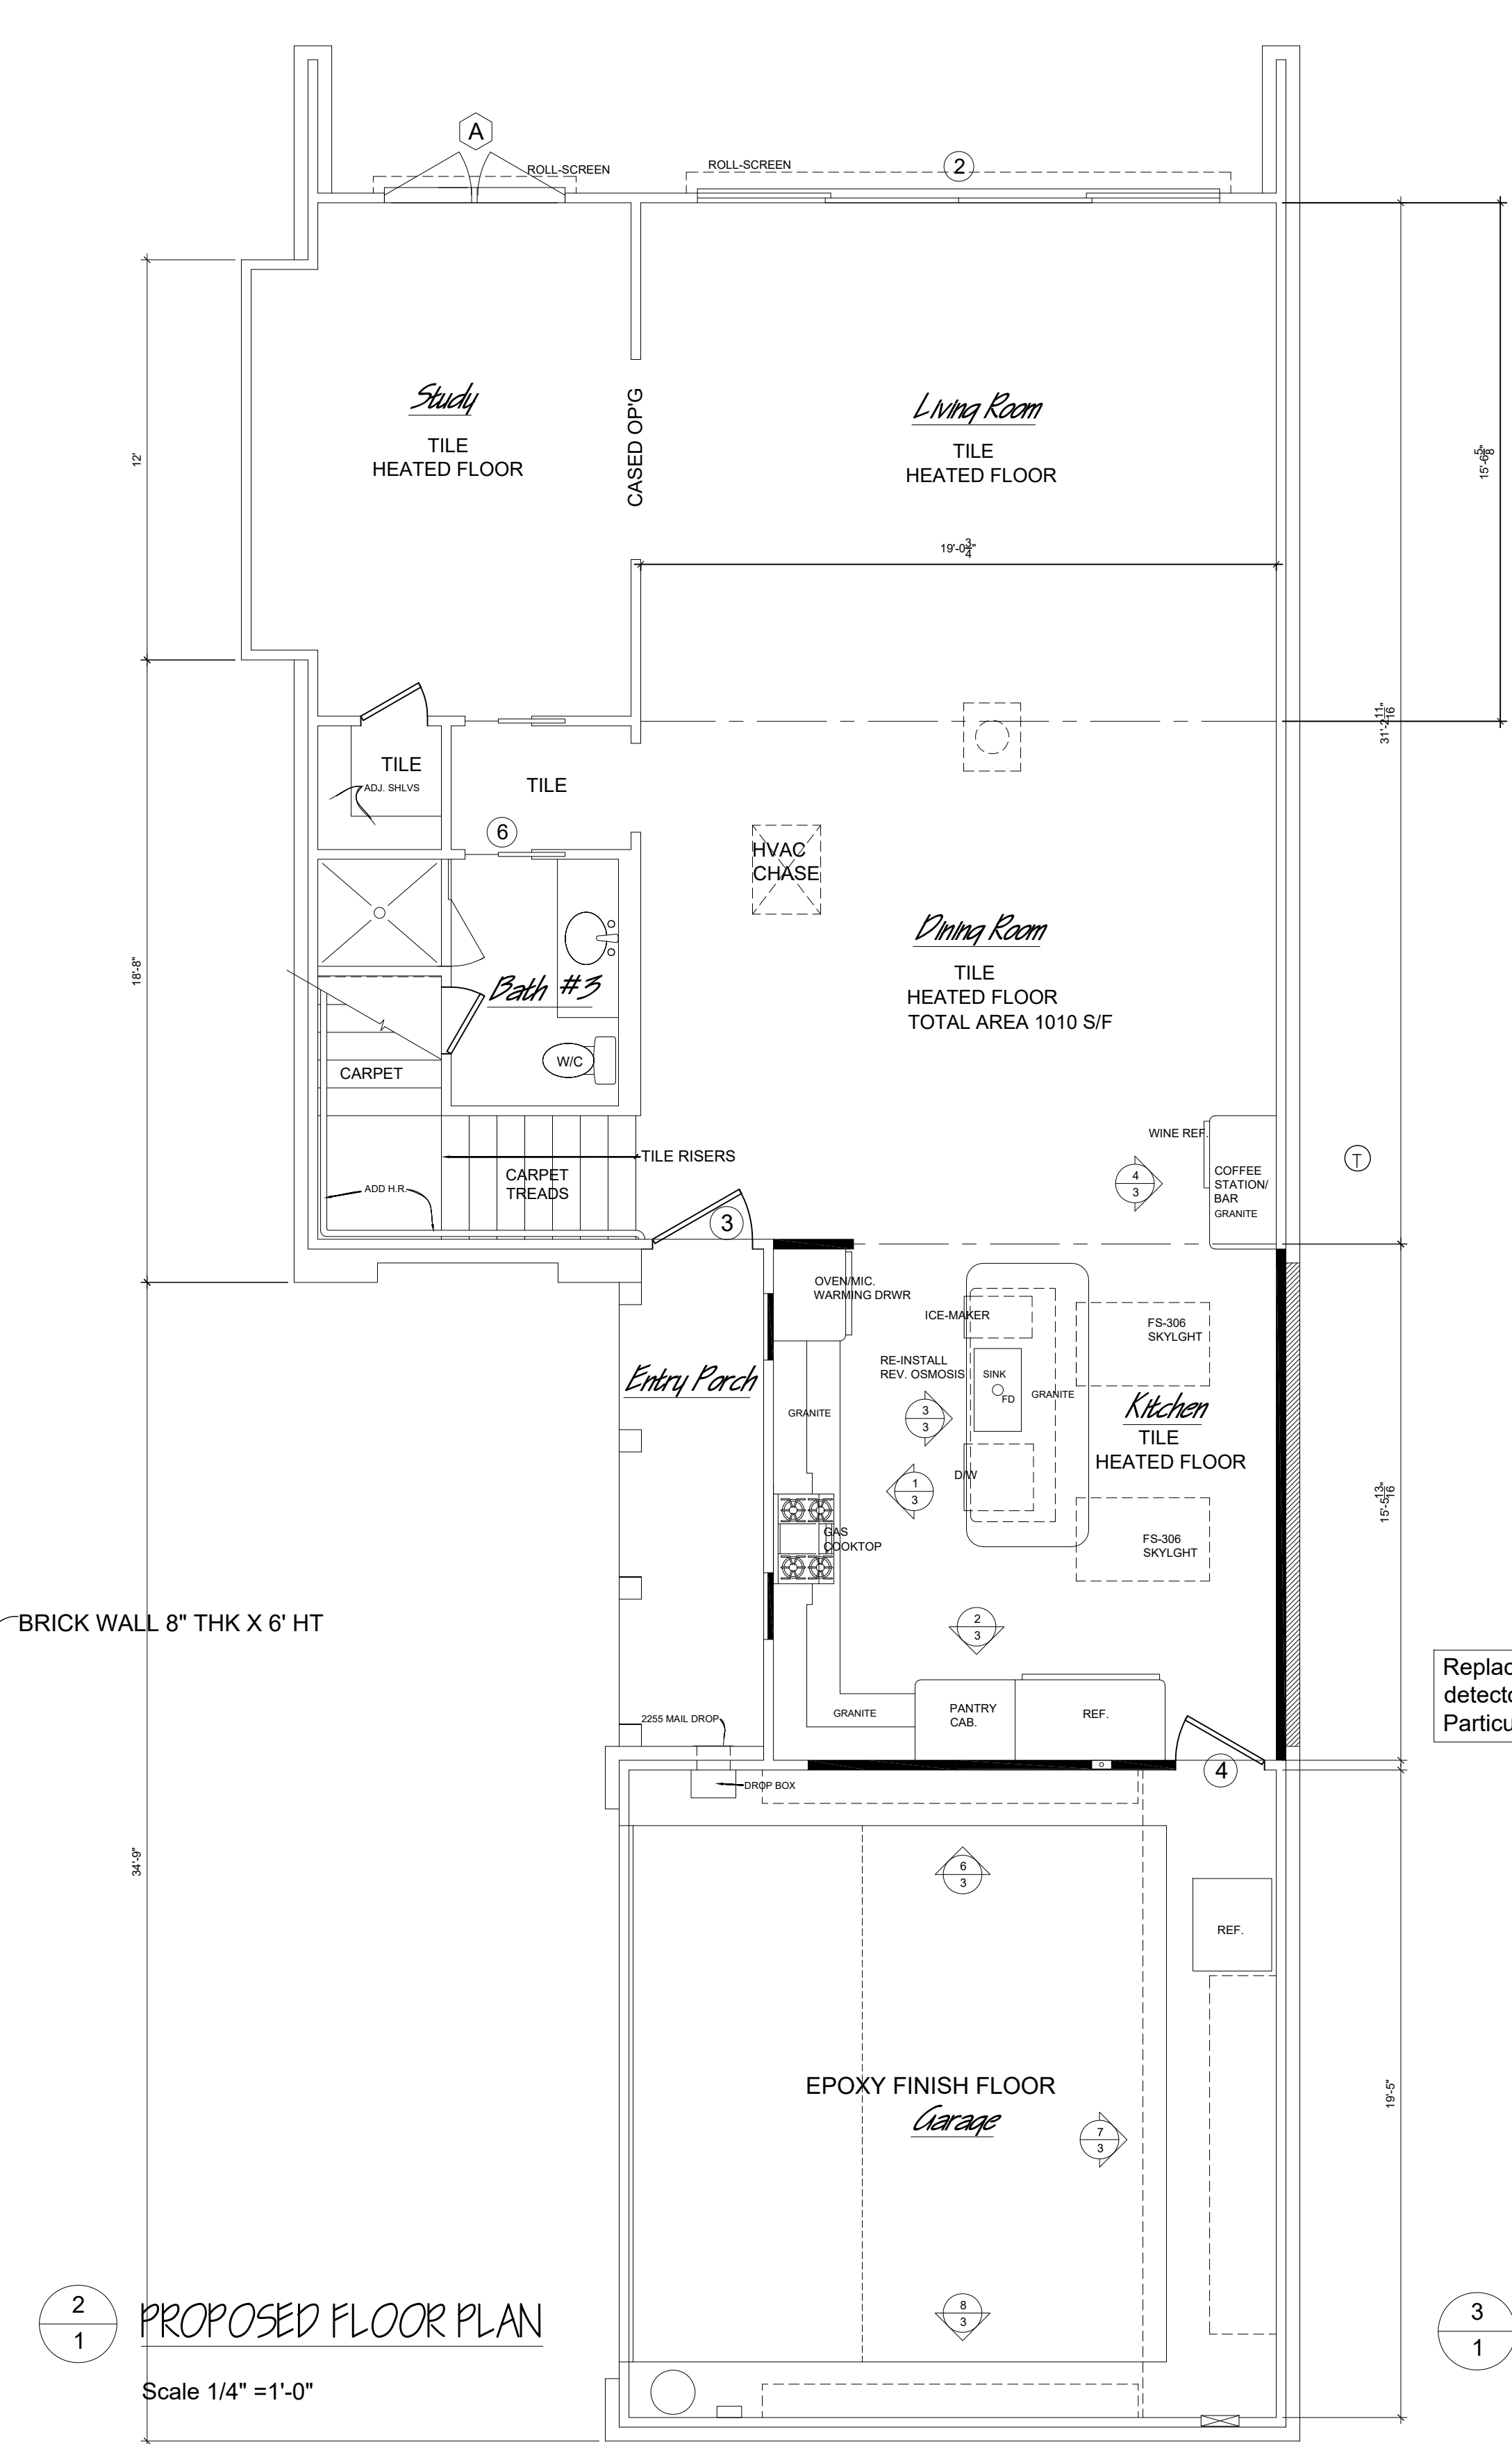 A
ROLL-SCREEN
ROLL-SCREEN
2
Study
TILE
HEATED FLOOR
CASED OP'G
Living Room
TILE
HEATED FLOOR
12'
15'-6 5/8"
19'-0 3/4"
31'-2 11/16"
TILE
ADJ. SHLVS
TILE
6
HVAC
CHASE
Dining Room
TILE
HEATED FLOOR
TOTAL AREA 1010 S/F
18'-8"
Bath #3
W/C
CARPET
TILE RISERS
CARPET
TREADS
ADD H.R.
WINE REF.
4
3
COFFEE
STATION/
BAR
GRANITE
T
3
OVEN/MIC.
WARMING DRWR
ICE-MAKER
FS-306
SKYLGHT
RE-INSTALL
REV. OSMOSIS
SINK
FD
GRANITE
Entry Porch
GRANITE
3
3
Kitchen
TILE
HEATED FLOOR
D/W
1
3
15'-5 13/16"
GAS
COOKTOP
FS-306
SKYLGHT
BRICK WALL 8" THK X 6' HT
2
3
Replac
detecto
Particu
2255 MAIL DROP
GRANITE
PANTRY
CAB.
REF.
4
DROP BOX
34'-9"
6
3
REF.
EPOXY FINISH FLOOR
Garage
7
3
19'-5"
8
3
2
1
PROPOSED FLOOR PLAN
Scale 1/4" =1'-0"
3
1